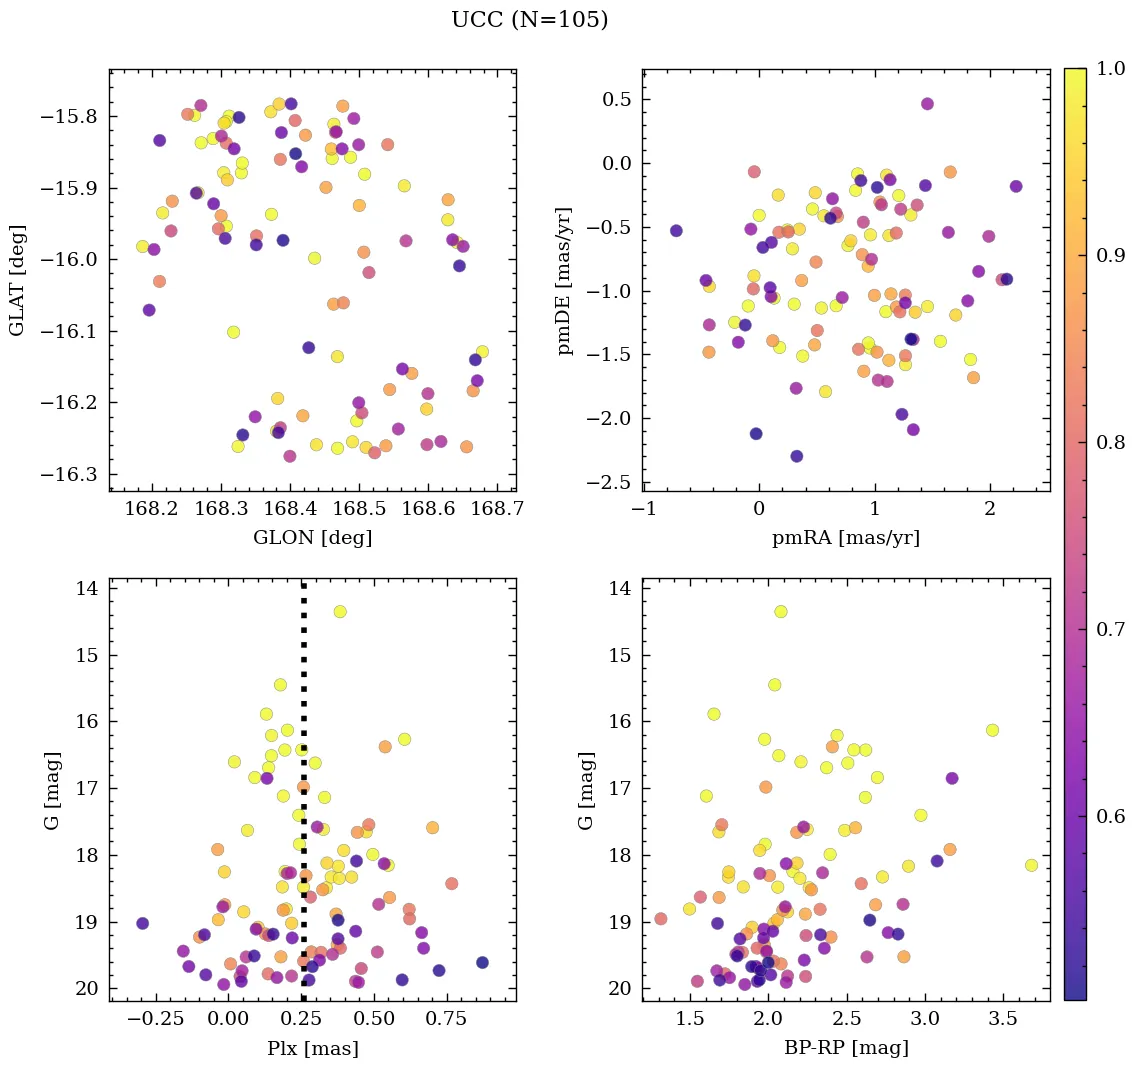 UCC (N=105)
−15.8
−15.9
−16.0
−16.1
−16.2
−16.3
GLAT [deg]
168.2 168.3 168.4 168.5 168.6 168.7
GLON [deg]
0.5
0.0
−0.5
−1.0
−1.5
−2.0
−2.5
pmDE [mas/yr]
−1 0 1 2
pmRA [mas/yr]
1.0
0.9
0.8
0.7
0.6
14
15
16
17
18
19
20
G [mag]
−0.25 0.00 0.25 0.50 0.75
Plx [mas]
14
15
16
17
18
19
20
G [mag]
1.5 2.0 2.5 3.0 3.5
BP-RP [mag]